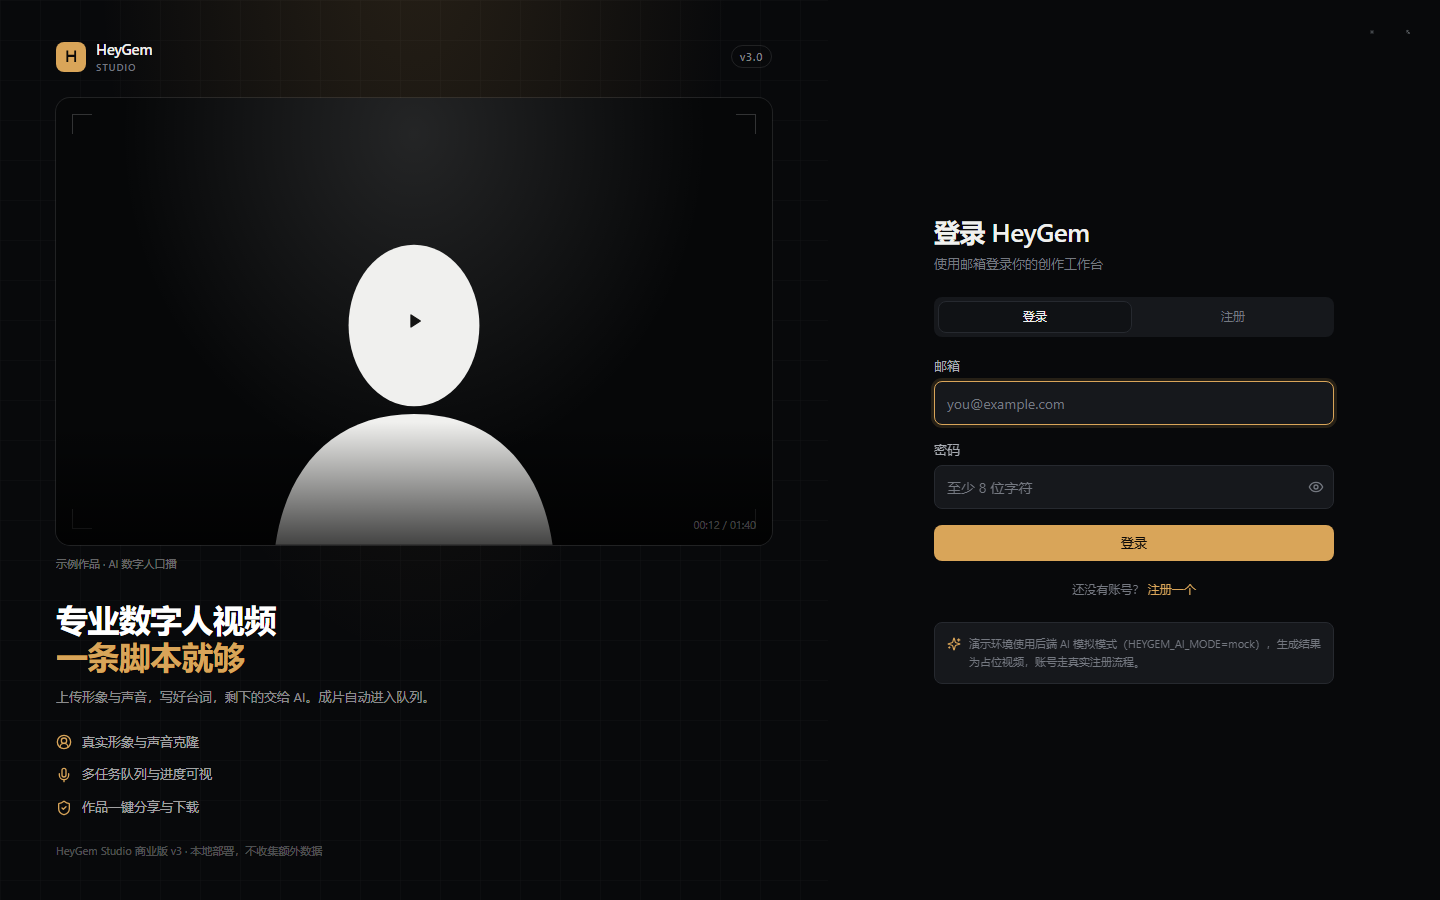 H
HeyGem
STUDIO
v3.0
00:12 / 01:40
示例作品 · AI 数字人口播
专业数字人视频
一条脚本就够
上传形象与声音，写好台词，剩下的交给 AI。成片自动进入队列。
真实形象与声音克隆
多任务队列与进度可视
作品一键分享与下载
HeyGem Studio 商业版 v3 · 本地部署，不收集额外数据
登录 HeyGem
使用邮箱登录你的创作工作台
登录
注册
邮箱
you@example.com
密码
至少 8 位字符
登录
还没有账号？ 注册一个
演示环境使用后端 AI 模拟模式（HEYGEM_AI_MODE=mock），生成结果
为占位视频，账号走真实注册流程。